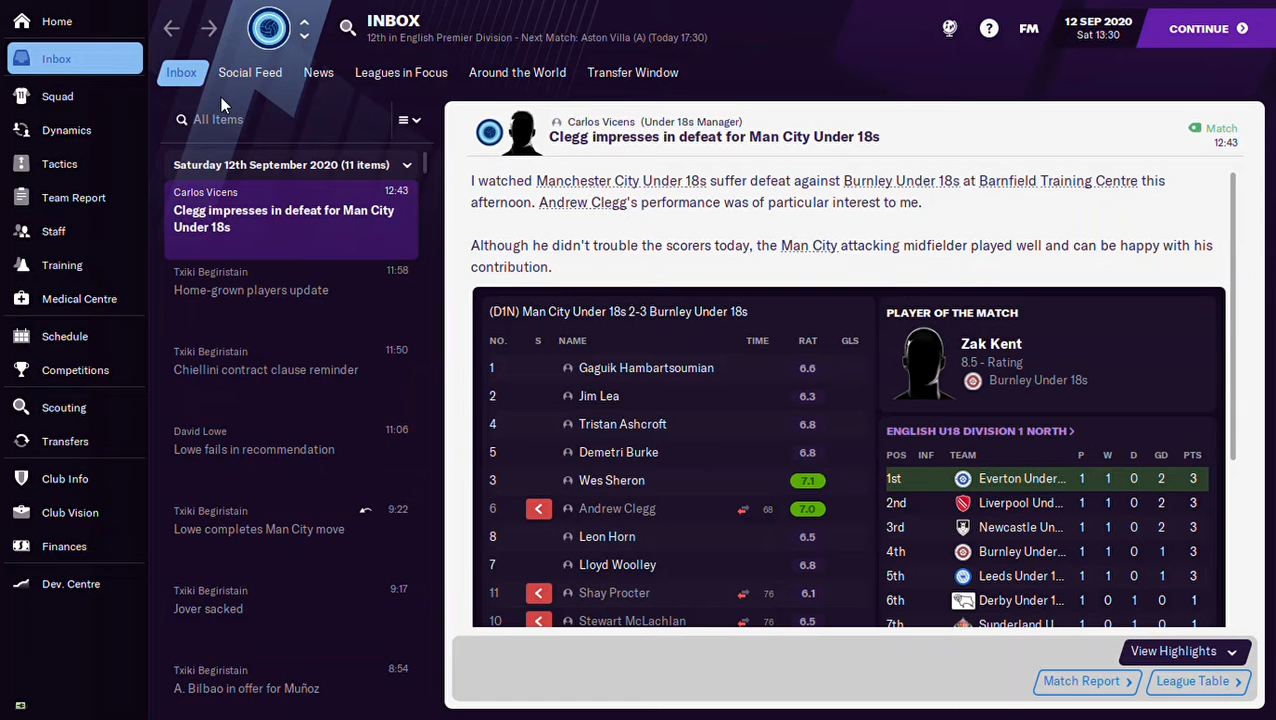 Home
Inbox
Squad
Dynamics
Tactics
Team Report
Staff
Training
Medical Centre
Schedule
Competitions
Scouting
Transfers
Club Info
Club Vision
Finances
Dev. Centre
INBOX
12th in English Premier Division - Next Match: Aston Villa (A) (Today 17:30)
FM
12 SEP 2020
Sat 13:30
CONTINUE
Inbox Social Feed News Leagues in Focus Around the World Transfer Window
All Items
Saturday 12th September 2020 (11 items)
Carlos Vicens 12:43
Clegg impresses in defeat for Man City
Under 18s
Txiki Begiristain 11:58
Home-grown players update
Txiki Begiristain 11:50
Chiellini contract clause reminder
David Lowe 11:06
Lowe fails in recommendation
Txiki Begiristain 9:22
Lowe completes Man City move
Txiki Begiristain 9:17
Jover sacked
Txiki Begiristain 8:54
A. Bilbao in offer for Muñoz
Carlos Vicens (Under 18s Manager)
Clegg impresses in defeat for Man City Under 18s
Match
12:43
I watched Manchester City Under 18s suffer defeat against Burnley Under 18s at Barnfield Training Centre this
afternoon. Andrew Clegg's performance was of particular interest to me.
Although he didn't trouble the scorers today, the Man City attacking midfielder played well and can be happy with his
contribution.
(D1N) Man City Under 18s 2-3 Burnley Under 18s
NO. S NAME TIME RAT GLS
1 Gaguik Hambartsoumian 6.6
2 Jim Lea 6.3
4 Tristan Ashcroft 6.8
5 Demetri Burke 6.8
3 Wes Sheron 7.1
6 Andrew Clegg 68 7.0
8 Leon Horn 6.5
7 Lloyd Woolley 6.8
11 Shay Procter 76 6.1
10 Stewart McLachlan 76 6.5
PLAYER OF THE MATCH
Zak Kent
8.5 - Rating
Burnley Under 18s
ENGLISH U18 DIVISION 1 NORTH >
POS INF TEAM P W D GD PTS
1st Everton Under... 1 1 0 2 3
2nd Liverpool Und... 1 1 0 2 3
3rd Newcastle Un... 1 1 0 2 3
4th Burnley Under... 1 1 0 1 3
5th Leeds Under 1... 1 1 0 1 3
6th Derby Under 1... 1 0 1 0 1
7th Sunderland U... 1 0 1 0 1
View Highlights
Match Report >
League Table >